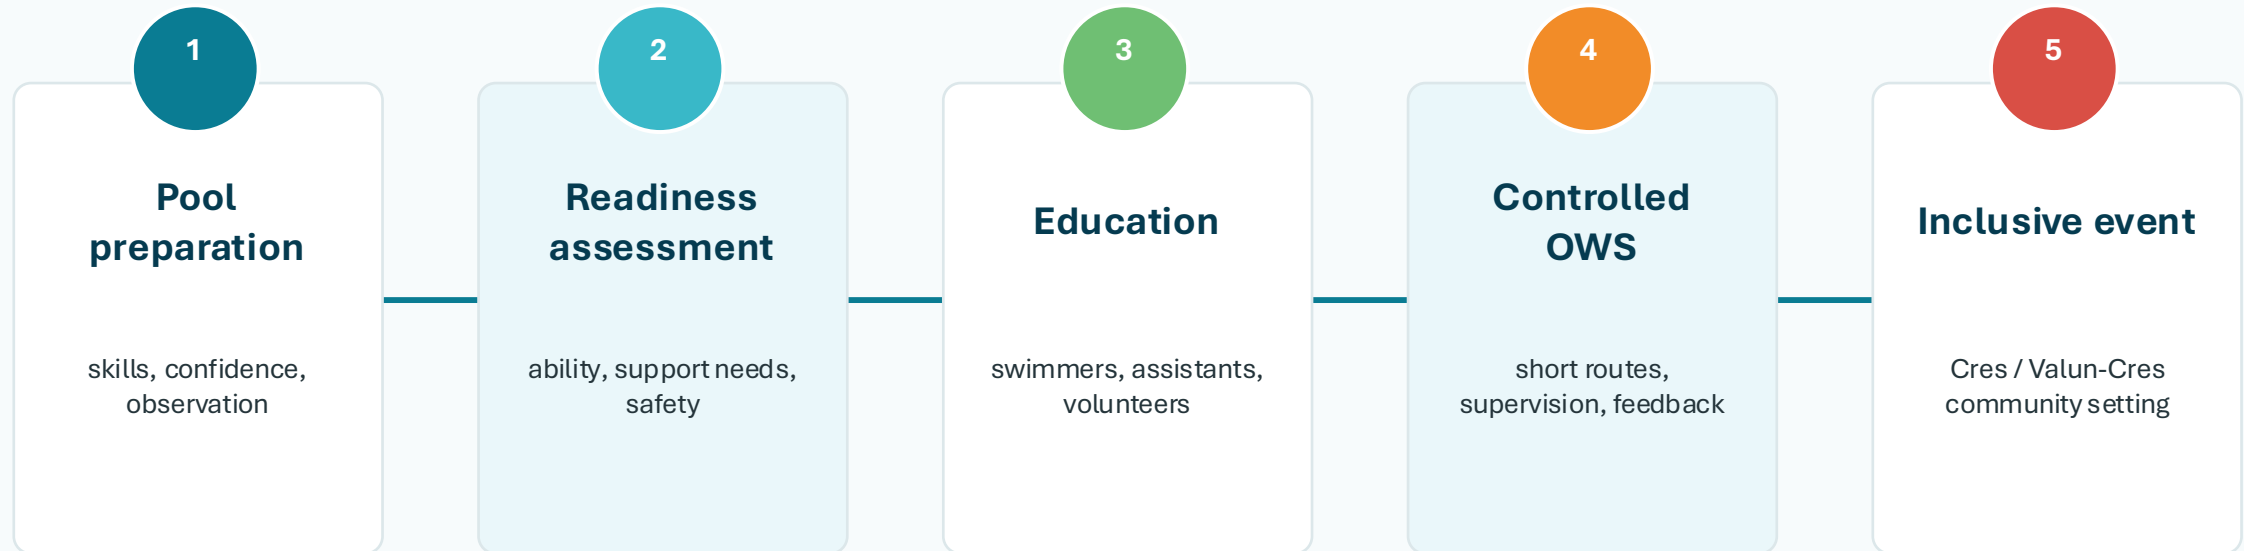 1
Pool
preparation
skills, confidence,
observation
2
Readiness
assessment
ability, support needs,
safety
3
Education
swimmers, assistants,
volunteers
4
Controlled
OWS
short routes,
supervision, feedback
5
Inclusive event
Cres / Valun-Cres
community setting